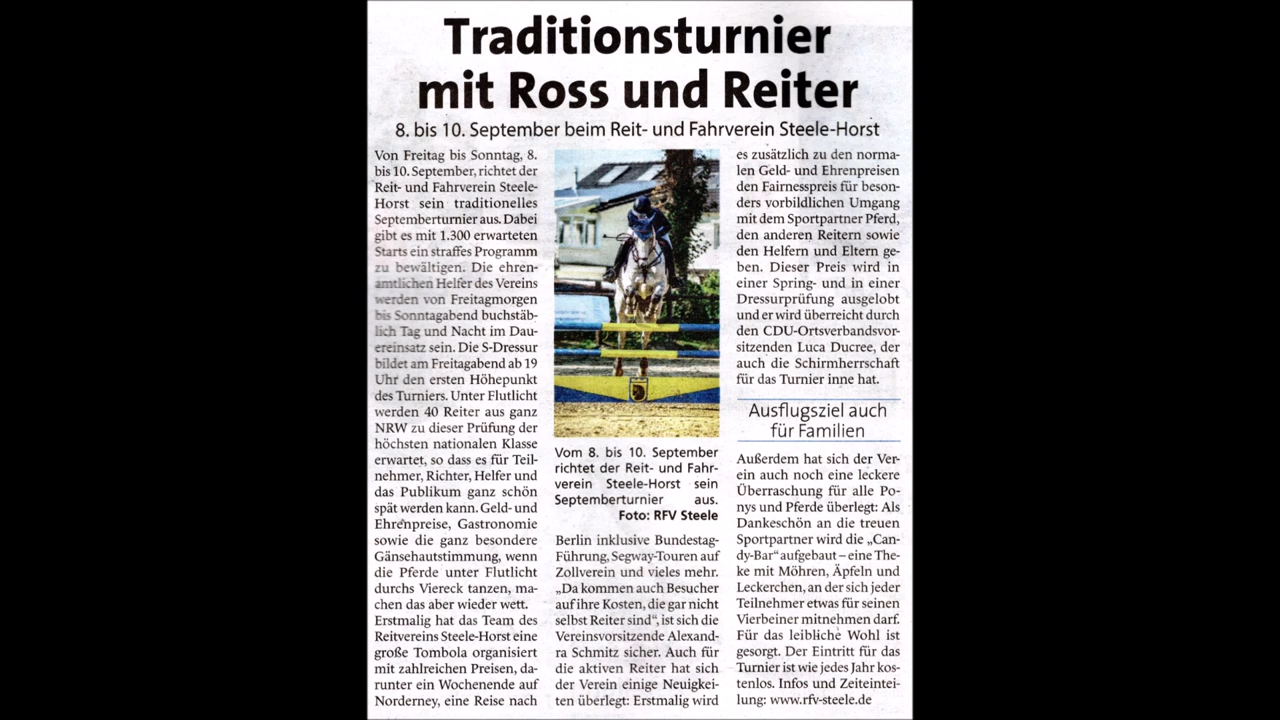 Traditionsturnier
mit Ross und Reiter
8. bis 10. September beim Reit- und Fahrverein Steele-Horst
Von Freitag bis Sonntag, 8.
bis 10. September, richtet der
Reit- und Fahrverein Steele-
Horst sein traditionelles
Septemberturnier aus. Dabei
gibt es mit 1.300 erwarteten
Starts ein straffes Programm
zu bewältigen. Die ehren-
amtlichen Helfer des Vereins
werden von Freitagmorgen
bis Sonntagabend buchstäb-
lich Tag und Nacht im Dau-
ereinsatz sein. Die S-Dressur
bildet am Freitagabend ab 19
Uhr den ersten Höhepunkt
des Turniers. Unter Flutlicht
werden 40 Reiter aus ganz
NRW zu dieser Prüfung der
höchsten nationalen Klasse
erwartet, so dass es für Teil-
nehmer, Richter, Helfer und
das Publikum ganz schön
spät werden kann. Geld- und
Ehrenpreise, Gastronomie
sowie die ganz besondere
Gänsehautstimmung, wenn
die Pferde unter Flutlicht
durchs Viereck tanzen, ma-
chen das aber wieder wett.
Erstmalig hat das Team des
Reitvereins Steele-Horst eine
große Tombola organisiert
mit zahlreichen Preisen, da-
runter ein Wochenende auf
Norderney, eine Reise nach
Vom 8. bis 10. September
richtet der Reit- und Fahr-
verein Steele-Horst sein
Septemberturnier aus.
Foto: RFV Steele
Berlin inklusive Bundestag-
Führung, Segway-Touren auf
Zollverein und vieles mehr.
„Da kommen auch Besucher
auf ihre Kosten, die gar nicht
selbst Reiter sind“, ist sich die
Vereinsvorsitzende Alexand-
ra Schmitz sicher. Auch für
die aktiven Reiter hat sich
der Verein einige Neuigkei-
ten überlegt: Erstmalig wird
es zusätzlich zu den norma-
len Geld- und Ehrenpreisen
den Fairnesspreis für beson-
ders vorbildlichen Umgang
mit dem Sportpartner Pferd,
den anderen Reitern sowie
den Helfern und Eltern ge-
ben. Dieser Preis wird in
einer Spring- und in einer
Dressurprüfung ausgelobt
und er wird überreicht durch
den CDU-Ortsverbandsvor-
sitzenden Luca Ducree, der
auch die Schirmherrschaft
für das Turnier inne hat.
Ausflugsziel auch
für Familien
Außerdem hat sich der Ver-
ein auch noch eine leckere
Überraschung für alle Po-
nys und Pferde überlegt: Als
Dankeschön an die treuen
Sportpartner wird die „Can-
dy-Bar“ aufgebaut – eine The-
ke mit Möhren, Äpfeln und
Leckerchen, an der sich jeder
Teilnehmer etwas für seinen
Vierbeiner mitnehmen darf.
Für das leibliche Wohl ist
gesorgt. Der Eintritt für das
Turnier ist wie jedes Jahr kos-
tenlos. Infos und Zeiteintei-
lung: www.rfv-steele.de